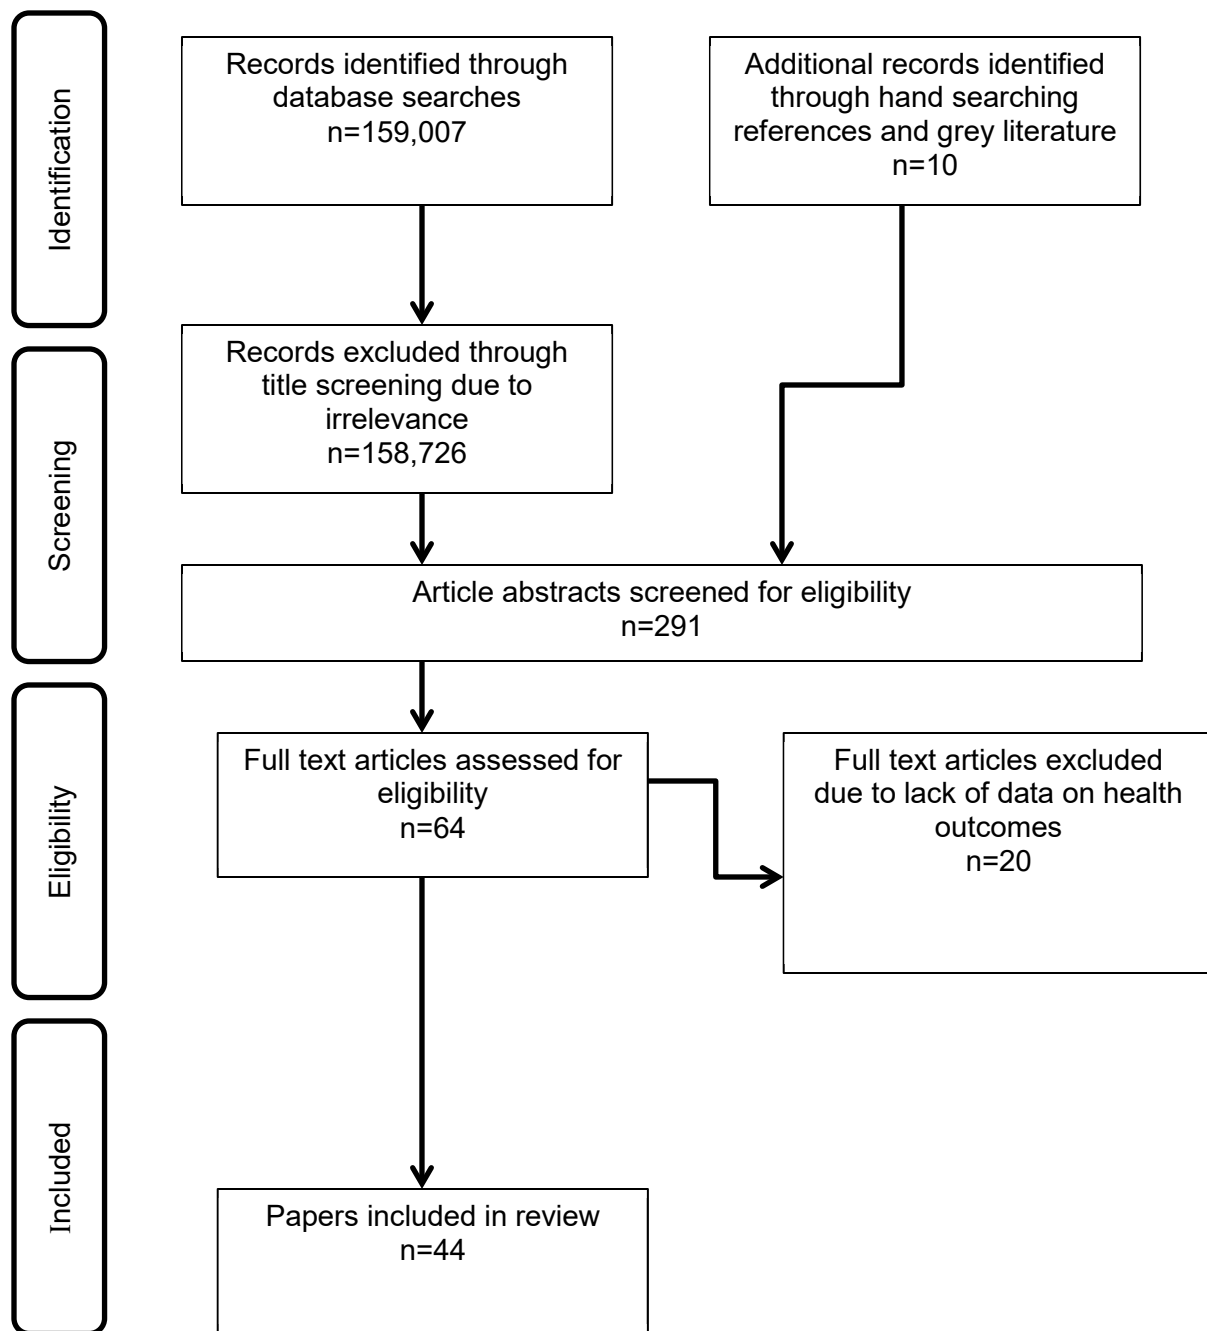 Identification
Records identified through
database searches
n=159,007
Additional records identified
through hand searching
references and grey literature
n=10
Screening
Records excluded through
title screening due to
irrelevance
n=158,726
Article abstracts screened for eligibility
n=291
Eligibility
Full text articles assessed for
eligibility
n=64
Full text articles excluded
due to lack of data on health
outcomes
n=20
Included
Papers included in review
n=44